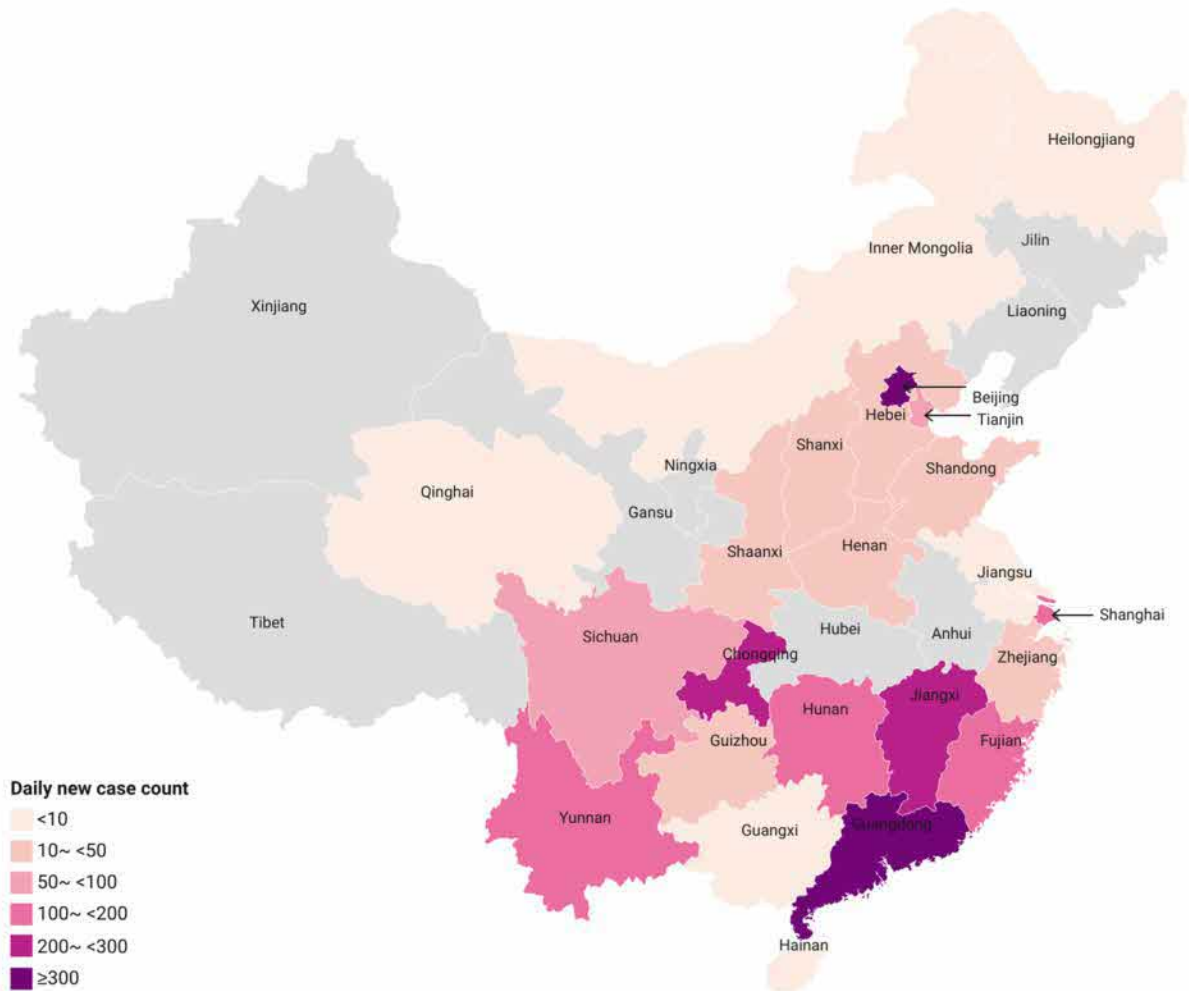 Heilongjiang
Jilin
Inner Mongolia
Xinjiang
Liaoning
Beijing
Hebei
Tianjin
Shanxi
Ningxia
Shandong
Qinghai
Gansu
Shaanxi
Henan
Jiangsu
Shanghai
Tibet
Hubei
Sichuan
Anhui
Chongqing
Zhejiang
Jiangxi
Hunan
Guizhou
Fujian
Yunnan
Guangdong
Guangxi
Hainan
Daily new case count
<10
10~ <50
50~ <100
100~ <200
200~ <300
≥300